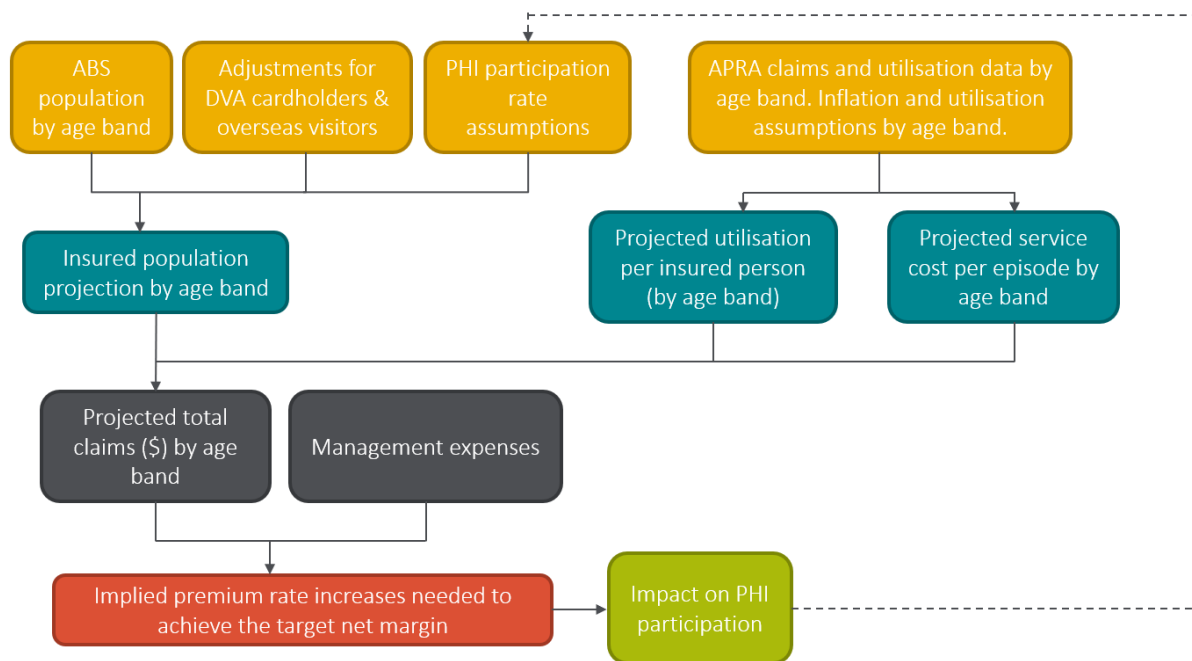 ABS
population
by age band
Adjustments for
DVA cardholders &
overseas visitors
PHI participation
rate
assumptions
APRA claims and utilisation data by
age band. Inflation and utilisation
assumptions by age band.
Insured population
projection by age band
Projected utilisation
per insured person
(by age band)
Projected service
cost per episode by
age band
Projected total
claims ($) by age
band
Management expenses
Implied premium rate increases needed to
achieve the target net margin
Impact on PHI
participation